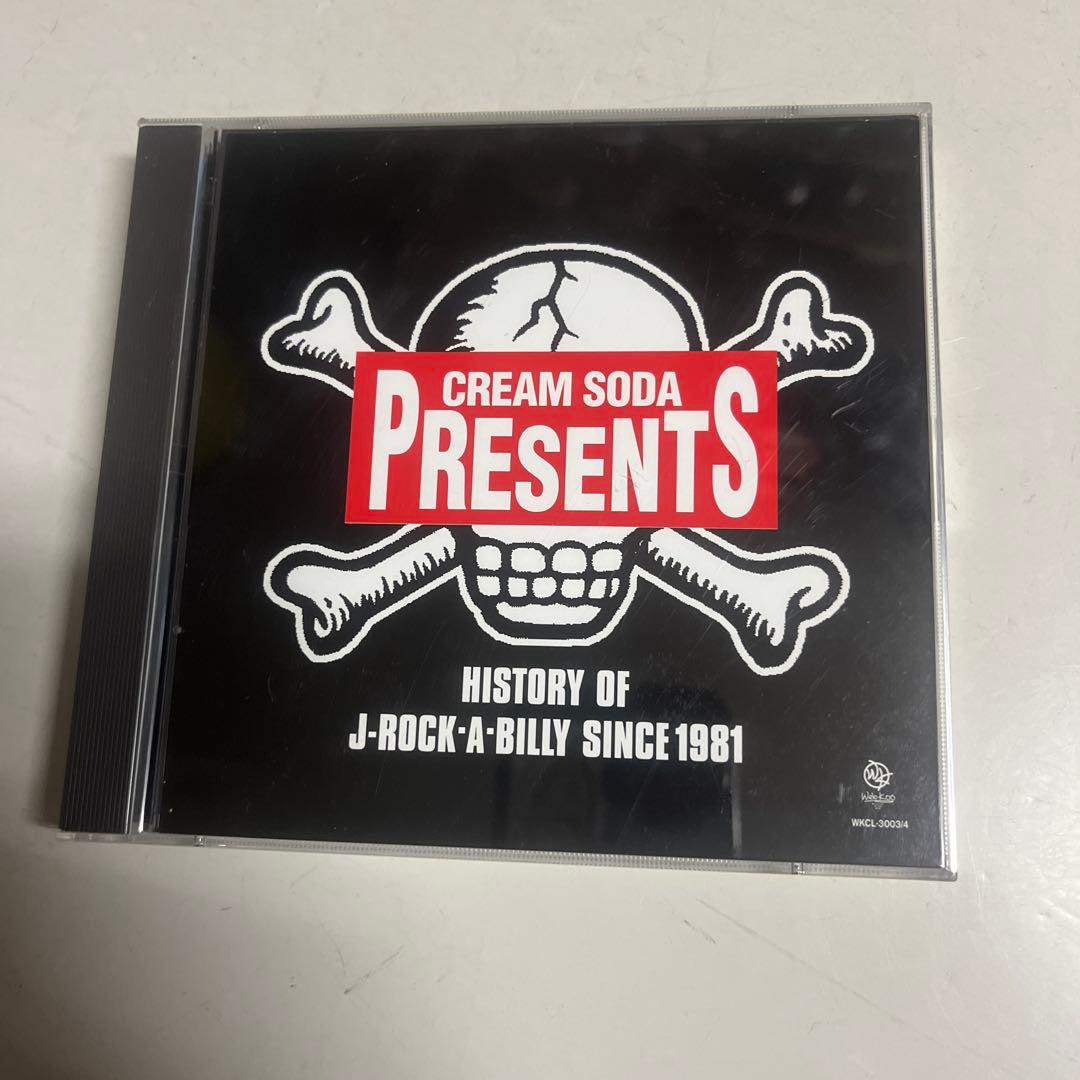 CREAM SODA
PRESENTS
HISTORY OF
J-ROCK-A-BILLY SINCE 1981
WKCL-3003/4